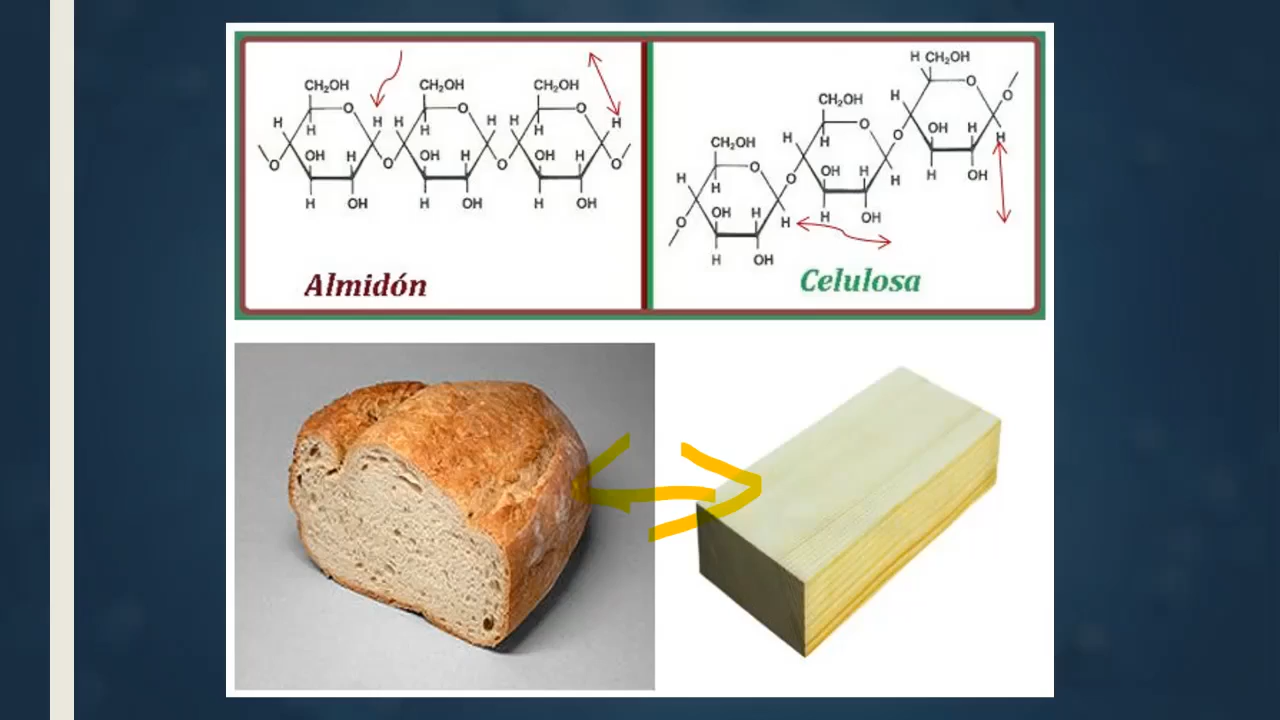 CH₂OH CH₂OH CH₂OH
O O O
H H H H H H
H H H
OH H OH H OH H
O O O O
H OH H OH H OH
Almidón
H CH₂OH
O O
H
CH₂OH
OH H H
O
H O
H
CH₂OH
H OH
O OH H H
H O
H
H OH
OH H
O H
H OH
Celulosa